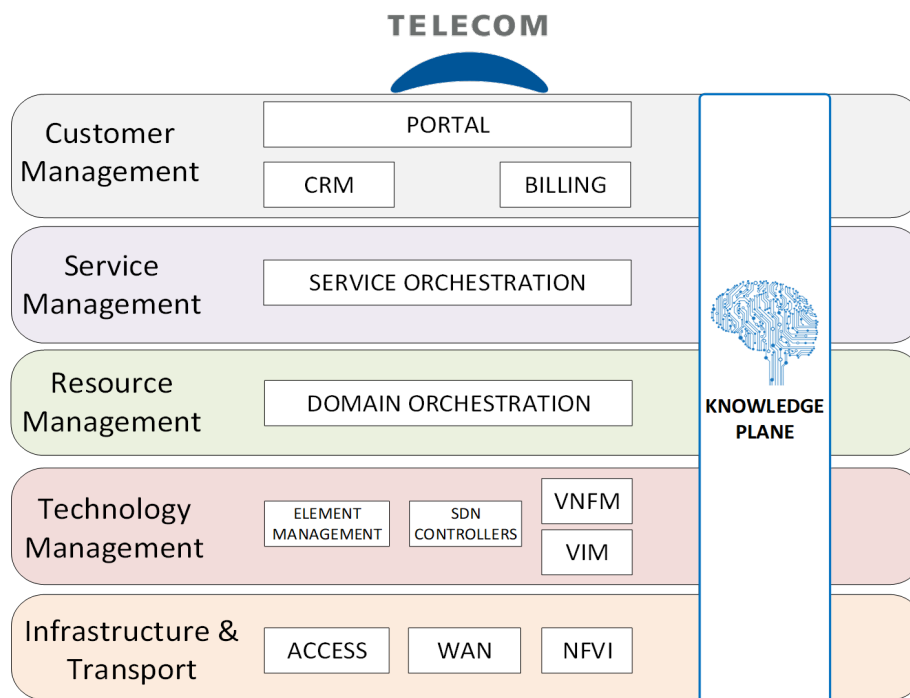 TELECOM
Customer
Management
PORTAL
CRM
BILLING
Service
Management
SERVICE ORCHESTRATION
Resource
Management
DOMAIN ORCHESTRATION
KNOWLEDGE
PLANE
Technology
Management
ELEMENT
MANAGEMENT
SDN
CONTROLLERS
VNFM
VIM
Infrastructure &
Transport
ACCESS
WAN
NFVI